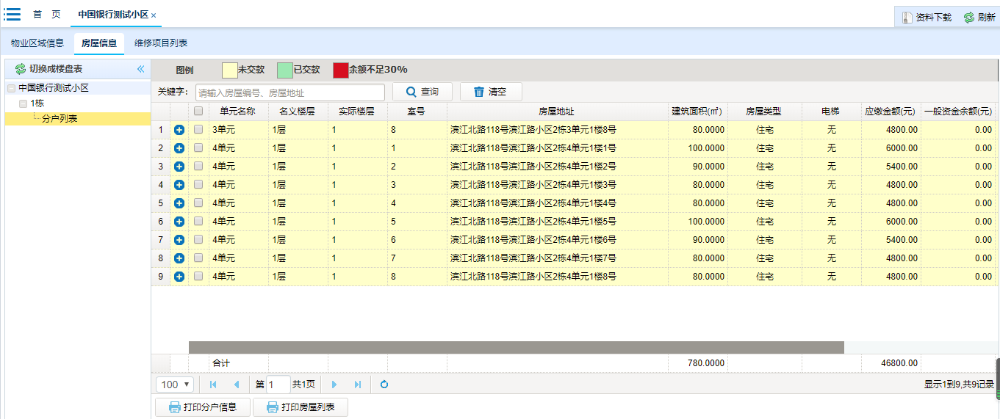 首 页 中国银行测试小区 × 资料下载 刷新
物业区域信息 房屋信息 维修项目列表
切换成楼盘表 «
中国银行测试小区
1栋
分户列表
图例 未交款 已交款 余额不足30%
关键字: 请输入房屋编号、房屋地址 查询 清空
单元名称 名义楼层 实际楼层 室号 房屋地址 建筑面积(㎡) 房屋类型 电梯 应缴金额(元) 一般资金余额(元)
1 3单元 1层 1 8 滨江北路118号滨江路小区2栋3单元1楼8号 80.0000 住宅 无 4800.00 0.00
2 4单元 1层 1 1 滨江北路118号滨江路小区2栋4单元1楼1号 100.0000 住宅 无 6000.00 0.00
3 4单元 1层 1 2 滨江北路118号滨江路小区2栋4单元1楼2号 90.0000 住宅 无 5400.00 0.00
4 4单元 1层 1 3 滨江北路118号滨江路小区2栋4单元1楼3号 80.0000 住宅 无 4800.00 0.00
5 4单元 1层 1 4 滨江北路118号滨江路小区2栋4单元1楼4号 80.0000 住宅 无 4800.00 0.00
6 4单元 1层 1 5 滨江北路118号滨江路小区2栋4单元1楼5号 100.0000 住宅 无 6000.00 0.00
7 4单元 1层 1 6 滨江北路118号滨江路小区2栋4单元1楼6号 90.0000 住宅 无 5400.00 0.00
8 4单元 1层 1 7 滨江北路118号滨江路小区2栋4单元1楼7号 80.0000 住宅 无 4800.00 0.00
9 4单元 1层 1 8 滨江北路118号滨江路小区2栋4单元1楼8号 80.0000 住宅 无 4800.00 0.00
合计 780.0000 46800.00
100 第 1 共1页 显示1到9,共9记录
打印分户信息 打印房屋列表